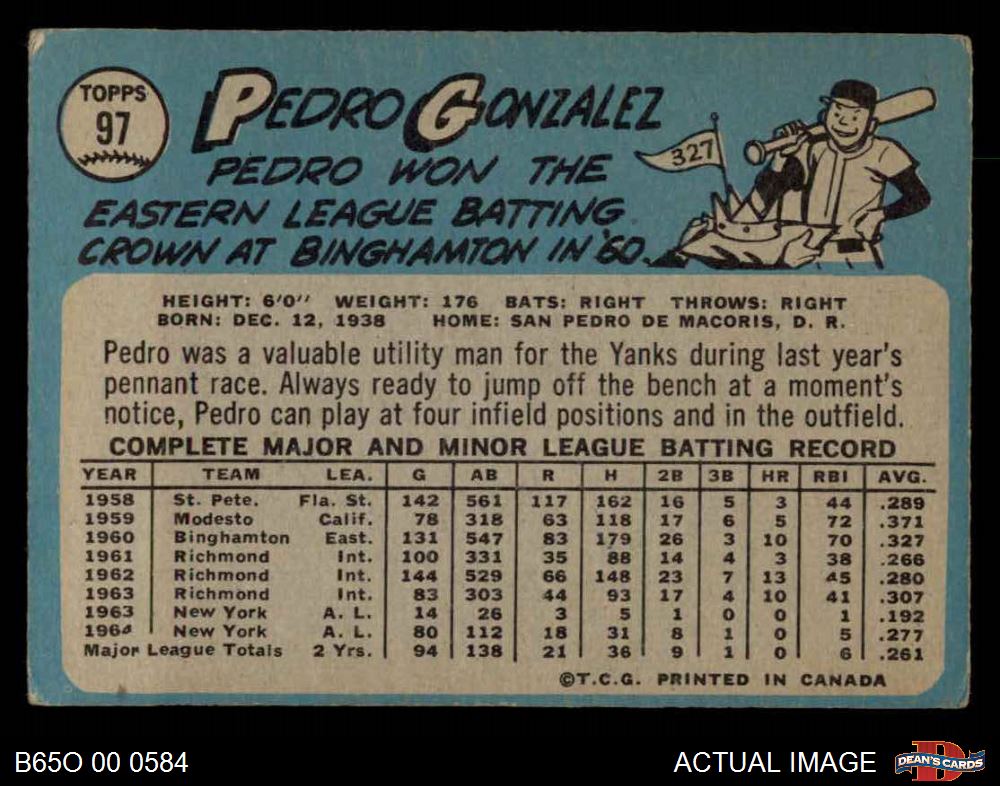 TOPPS
97
PEDRO GONZALEZ
PEDRO WON THE
EASTERN LEAGUE BATTING
CROWN AT BINGHAMTON IN '60.
327
HEIGHT: 6'0" WEIGHT: 176 BATS: RIGHT THROWS: RIGHT
BORN: DEC. 12, 1938 HOME: SAN PEDRO DE MACORIS, D. R.
Pedro was a valuable utility man for the Yanks during last year's
pennant race. Always ready to jump off the bench at a moment's
notice, Pedro can play at four infield positions and in the outfield.
COMPLETE MAJOR AND MINOR LEAGUE BATTING RECORD
YEAR TEAM LEA. G AB R H 2B 3B HR RBI AVG.
1958 St. Pete. Fla. St. 142 561 117 162 16 5 3 44 .289
1959 Modesto Calif. 78 318 63 118 17 6 5 72 .371
1960 Binghamton East. 131 547 83 179 26 3 10 70 .327
1961 Richmond Int. 100 331 35 88 14 4 3 38 .266
1962 Richmond Int. 144 529 66 148 23 7 13 45 .280
1963 Richmond Int. 83 303 44 93 17 4 10 41 .307
1963 New York A. L. 14 26 3 5 1 0 0 1 .192
1964 New York A. L. 80 112 18 31 8 1 0 5 .277
Major League Totals 2 Yrs. 94 138 21 36 9 1 0 6 .261
©T.C.G. PRINTED IN CANADA
B65O 00 0584
ACTUAL IMAGE
DEAN'S CARDS